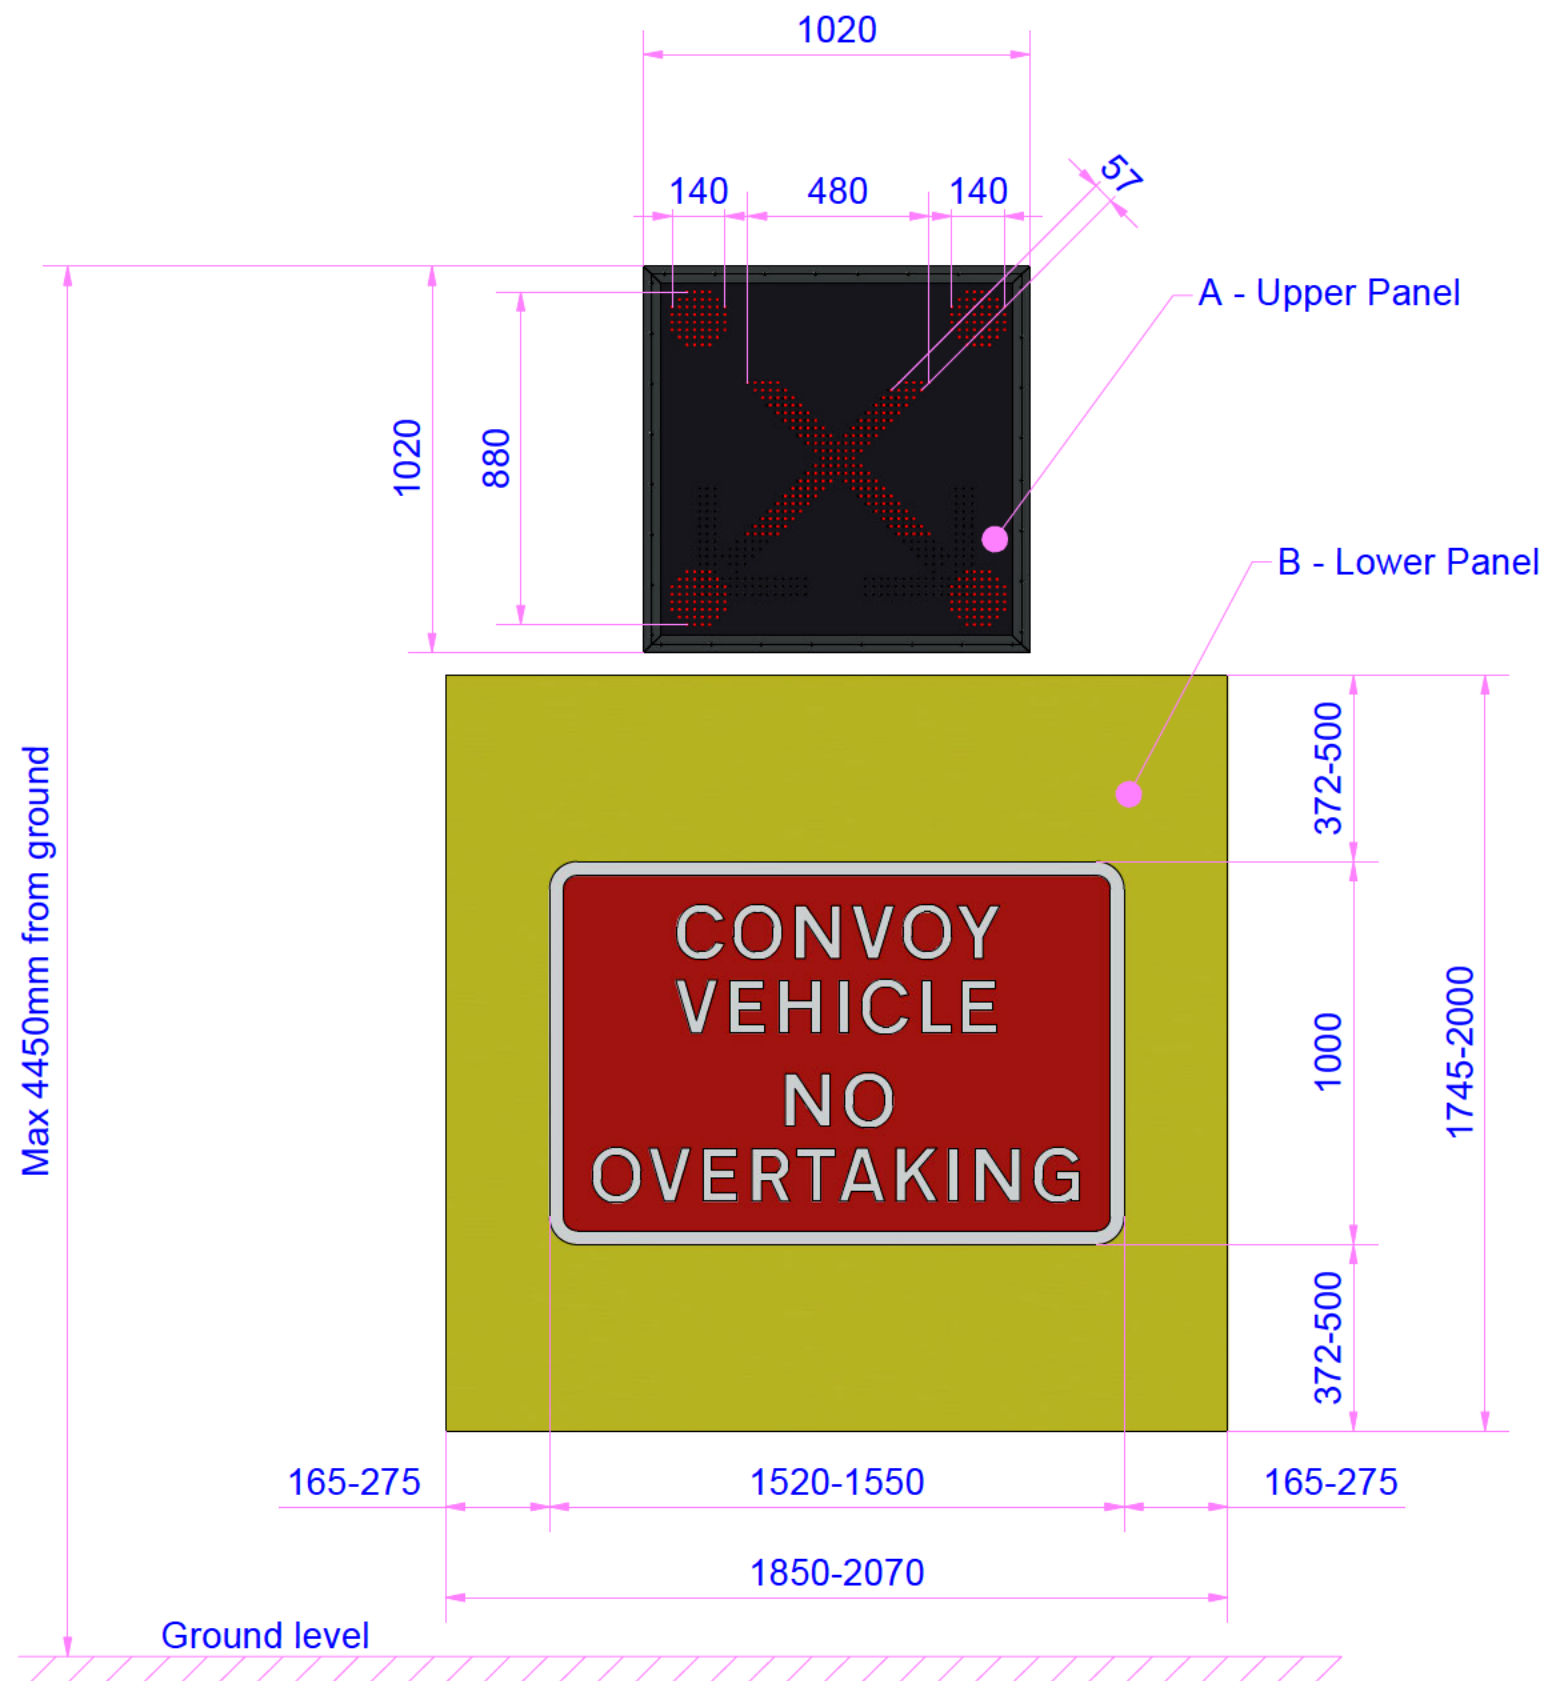 1020
140
480
140
57
A - Upper Panel
1020
880
B - Lower Panel
372-500
Max 4450mm from ground
CONVOY
VEHICLE
NO
OVERTAKING
1000
1745-2000
372-500
165-275
1520-1550
165-275
1850-2070
Ground level